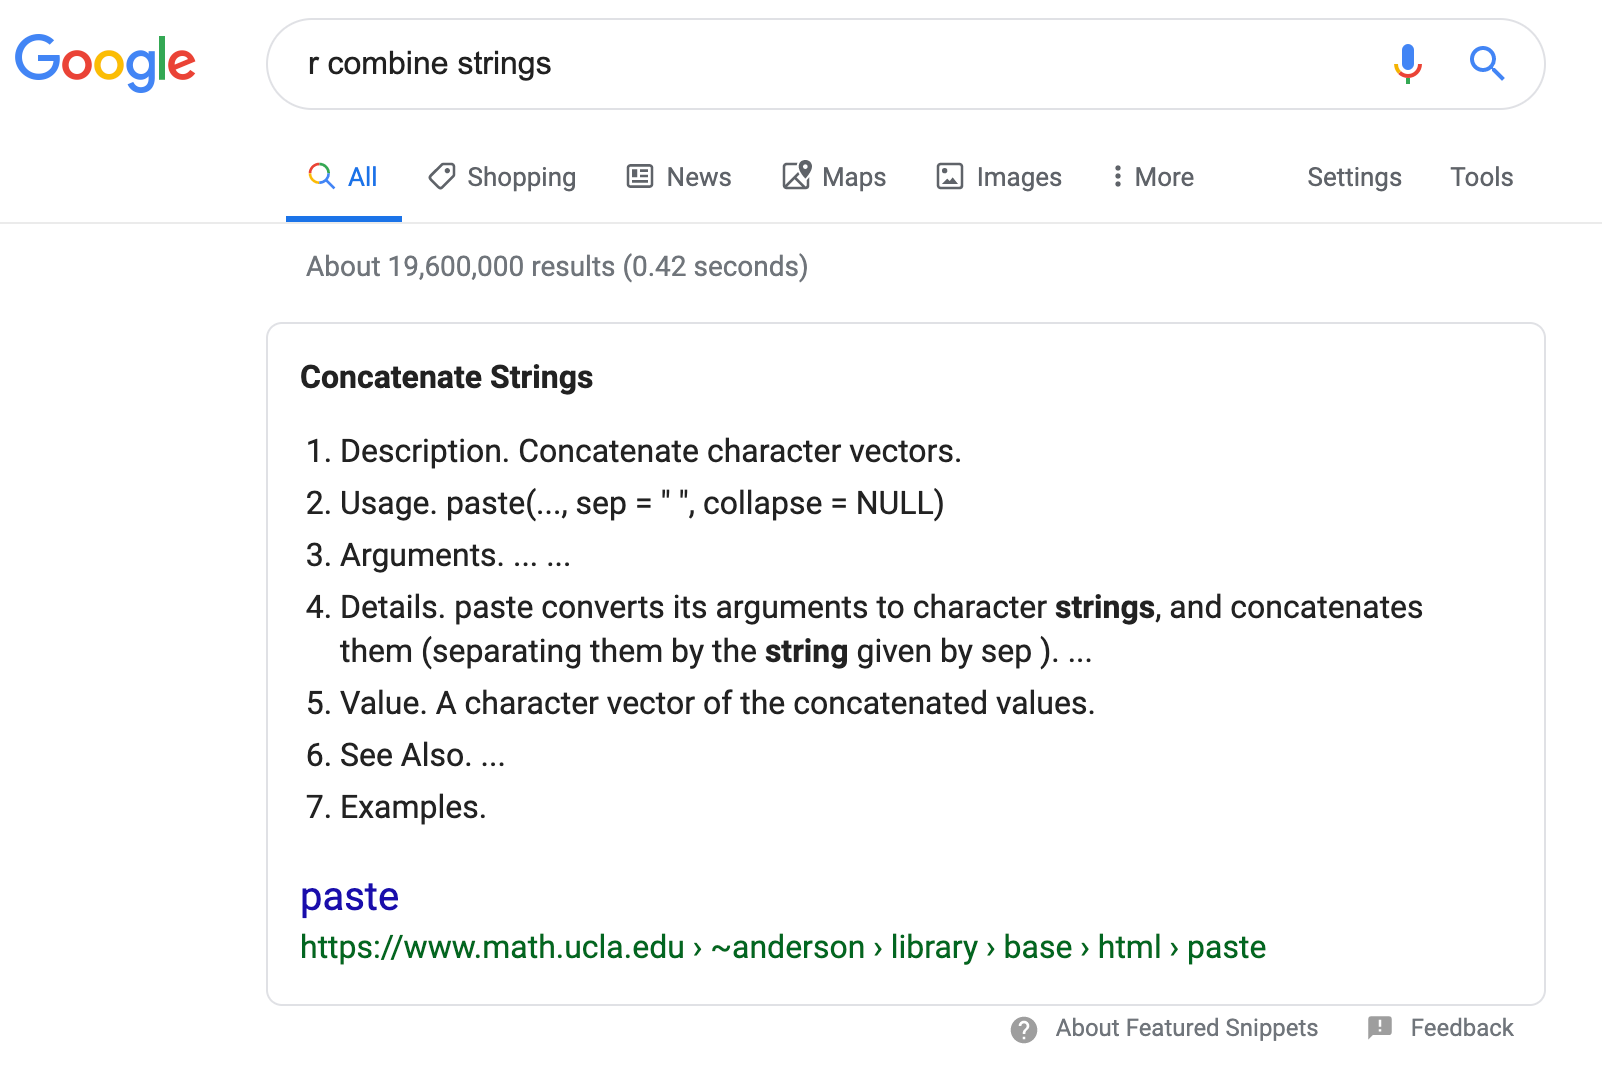 Google
r combine strings
All Shopping News Maps Images More Settings Tools
About 19,600,000 results (0.42 seconds)
Concatenate Strings
1. Description. Concatenate character vectors.
2. Usage. paste(..., sep = " ", collapse = NULL)
3. Arguments. ... ...
4. Details. paste converts its arguments to character strings, and concatenates
them (separating them by the string given by sep ). ...
5. Value. A character vector of the concatenated values.
6. See Also. ...
7. Examples.
paste
https://www.math.ucla.edu › ~anderson › library › base › html › paste
About Featured Snippets Feedback